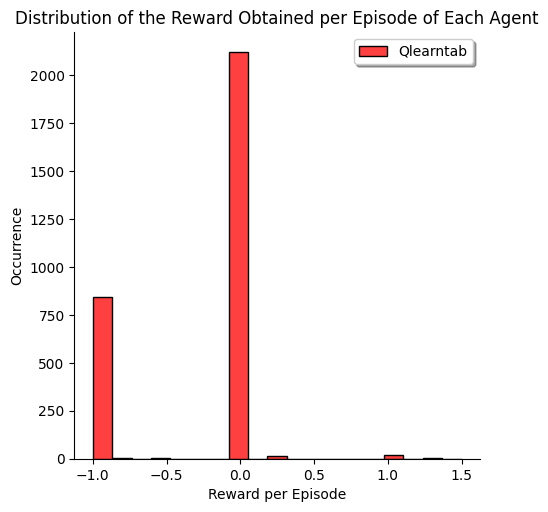 Distribution of the Reward Obtained per Episode of Each Agent
Qlearntab
2000
1750
1500
1250
1000
750
500
250
0
Occurrence
−1.0 −0.5 0.0 0.5 1.0 1.5
Reward per Episode